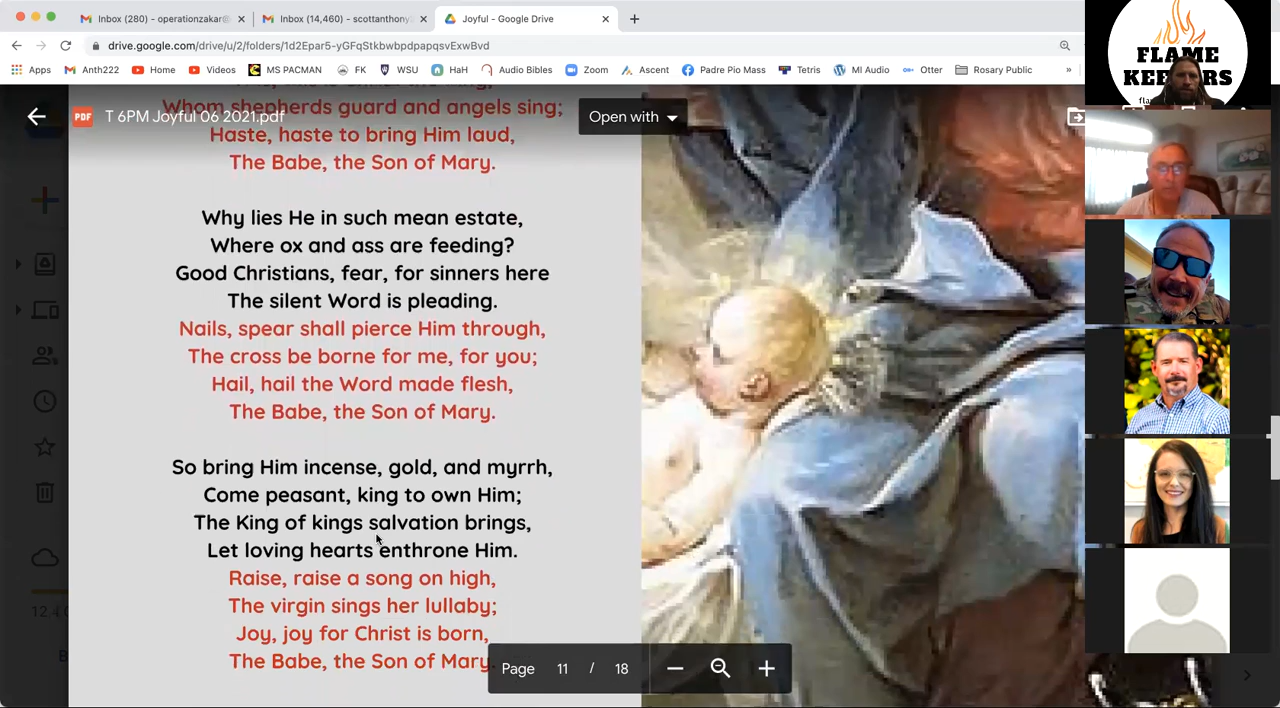 Inbox (280) - operationzakar@
Inbox (14,460) - scottanthony
Joyful - Google Drive
drive.google.com/drive/u/2/folders/1d2Epar5-yGFqStkbwbpdpapqsvExwBvd
Apps
Anth222
Home
Videos
MS PACMAN
FK
WSU
Audio Bibles
Zoom
Ascent
Padre Pio Mass
Tetris
MI Audio
Otter
Rosary Public
»
FLAME
KEEPERS
PDF
T 6PM Joyful 06 2021.pdf
Open with
Whom shepherds guard and angels sing;
Haste, haste to bring Him laud,
The Babe, the Son of Mary.
Why lies He in such mean estate,
Where ox and ass are feeding?
Good Christians, fear, for sinners here
The silent Word is pleading.
Nails, spear shall pierce Him through,
The cross be borne for me, for you;
Hail, hail the Word made flesh,
The Babe, the Son of Mary.
So bring Him incense, gold, and myrrh,
Come peasant, king to own Him;
The King of kings salvation brings,
Let loving hearts enthrone Him.
Raise, raise a song on high,
The virgin sings her lullaby;
Joy, joy for Christ is born,
The Babe, the Son of Mary.
Page 11 / 18